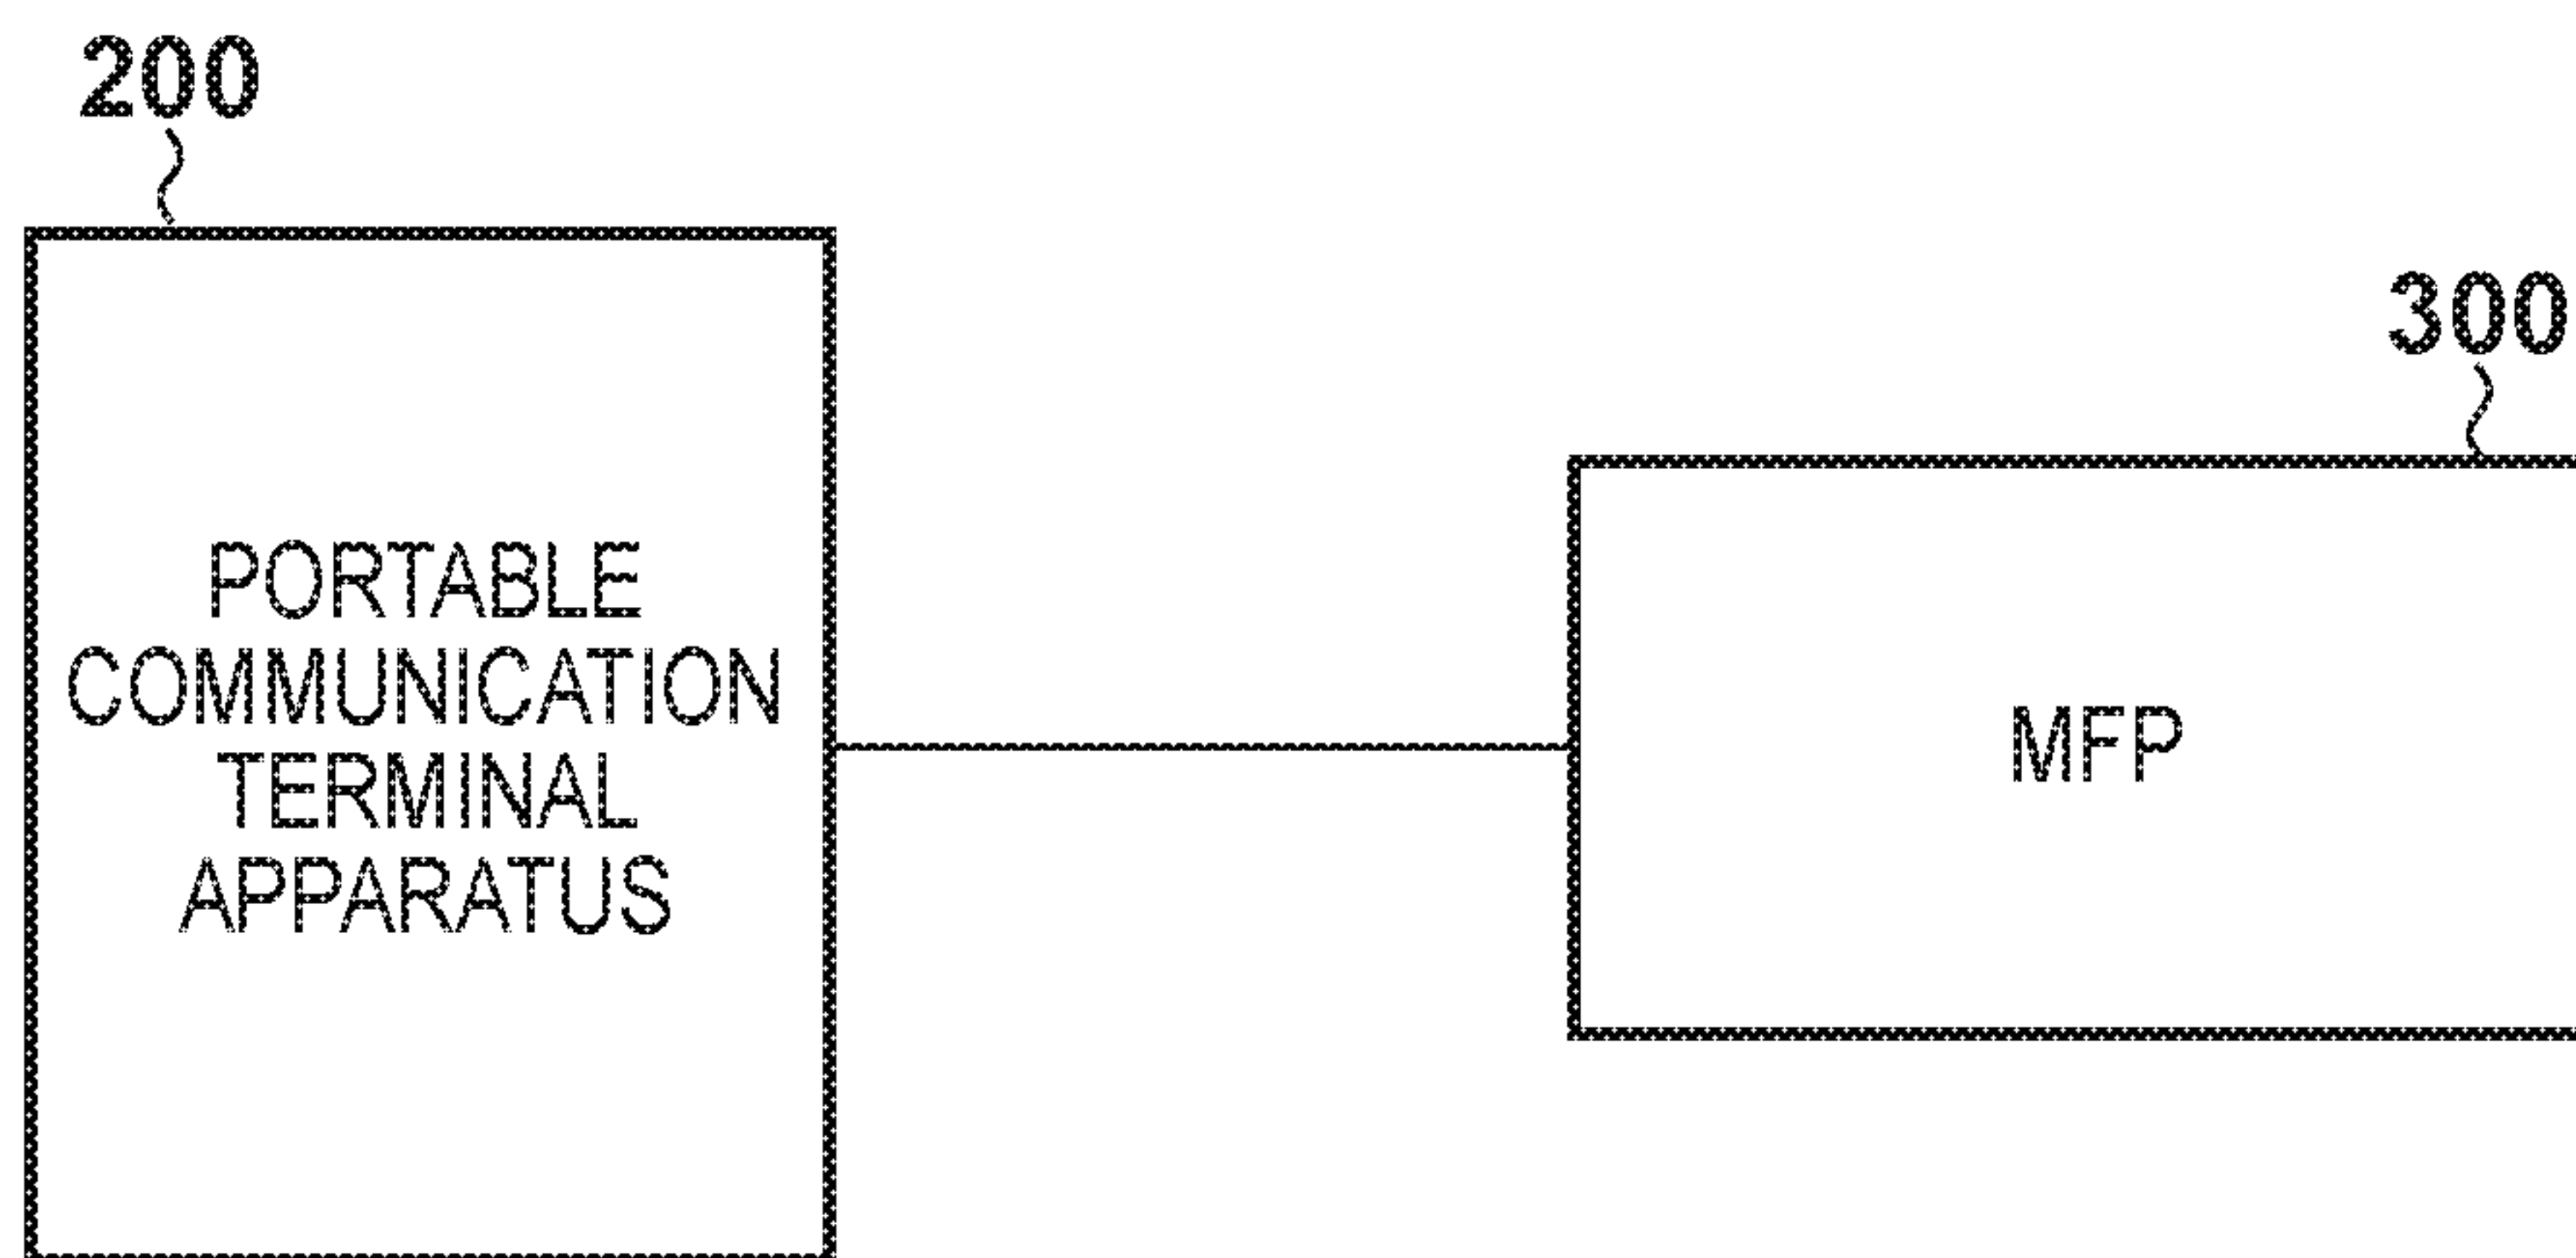 200
300
PORTABLE
COMMUNICATION
TERMINAL
APPARATUS
MFP